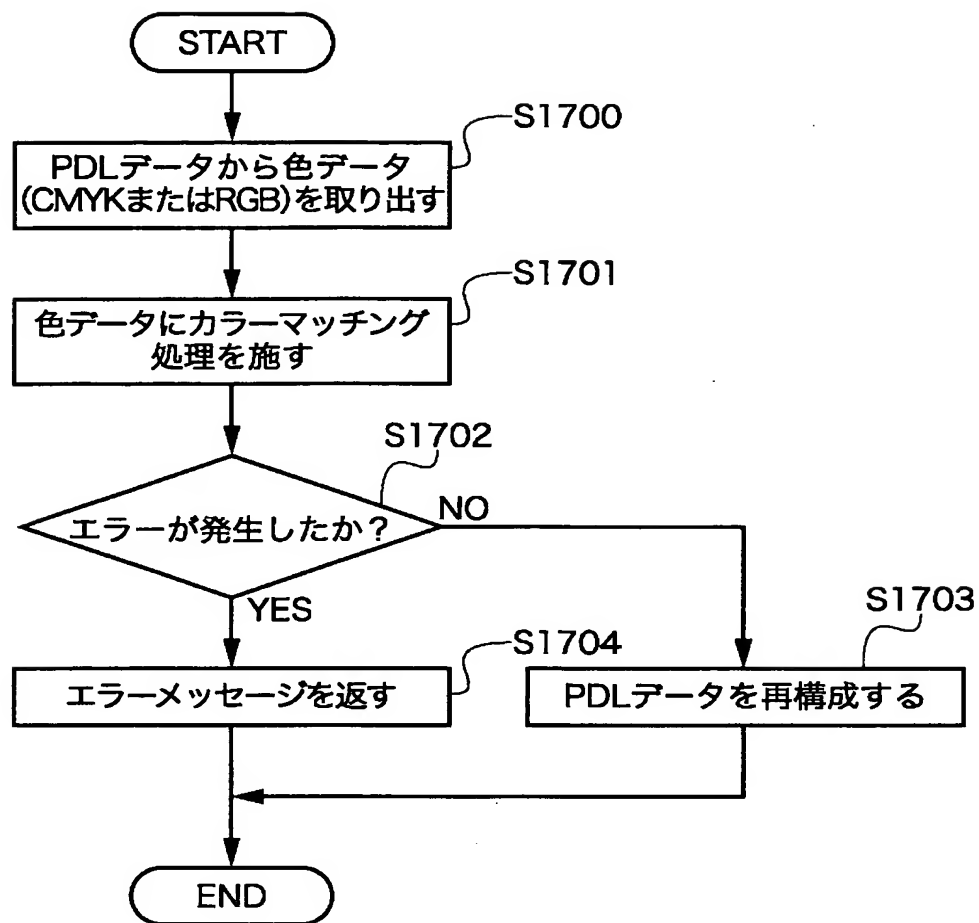 START
S1700
PDLデータから色データ
(CMYKまたはRGB)を取り出す
S1701
色データにカラーマッチング
処理を施す
S1702
エラーが発生したか？
NO
YES
S1703
S1704
エラーメッセージを返す
PDLデータを再構成する
END